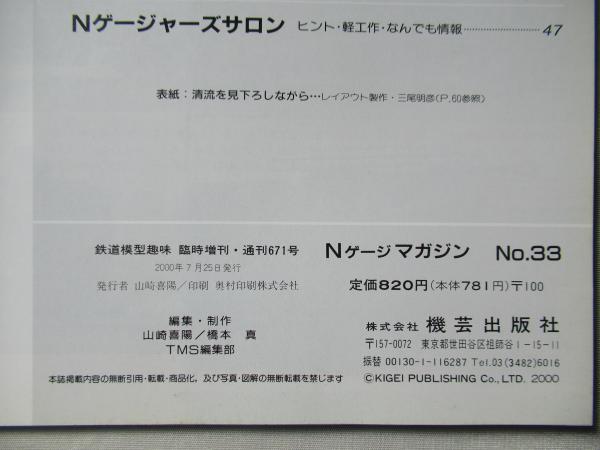 Nゲージャーズサロン ヒント・軽工作・なんでも情報……………………47
表紙：清流を見下ろしながら…レイアウト製作・三尾明彦(P.60参照)
鉄道模型趣味 臨時増刊・通刊671号
2000年7月25日発行
発行者 山崎喜陽／印刷 奥村印刷株式会社
編集・制作
山崎喜陽／橋本 真
TMS編集部
Nゲージ マガジン No.33
定価820円(本体781円)〒100
株式会社 機芸出版社
〒157-0072 東京都世田谷区祖師谷1-15-11
振替 00130-1-116287 Tel.03(3482)6016
本誌掲載内容の無断引用・転載・商品化，及び写真・図解の無断転載を禁じます ©KIGEI PUBLISHING Co., LTD. 2000